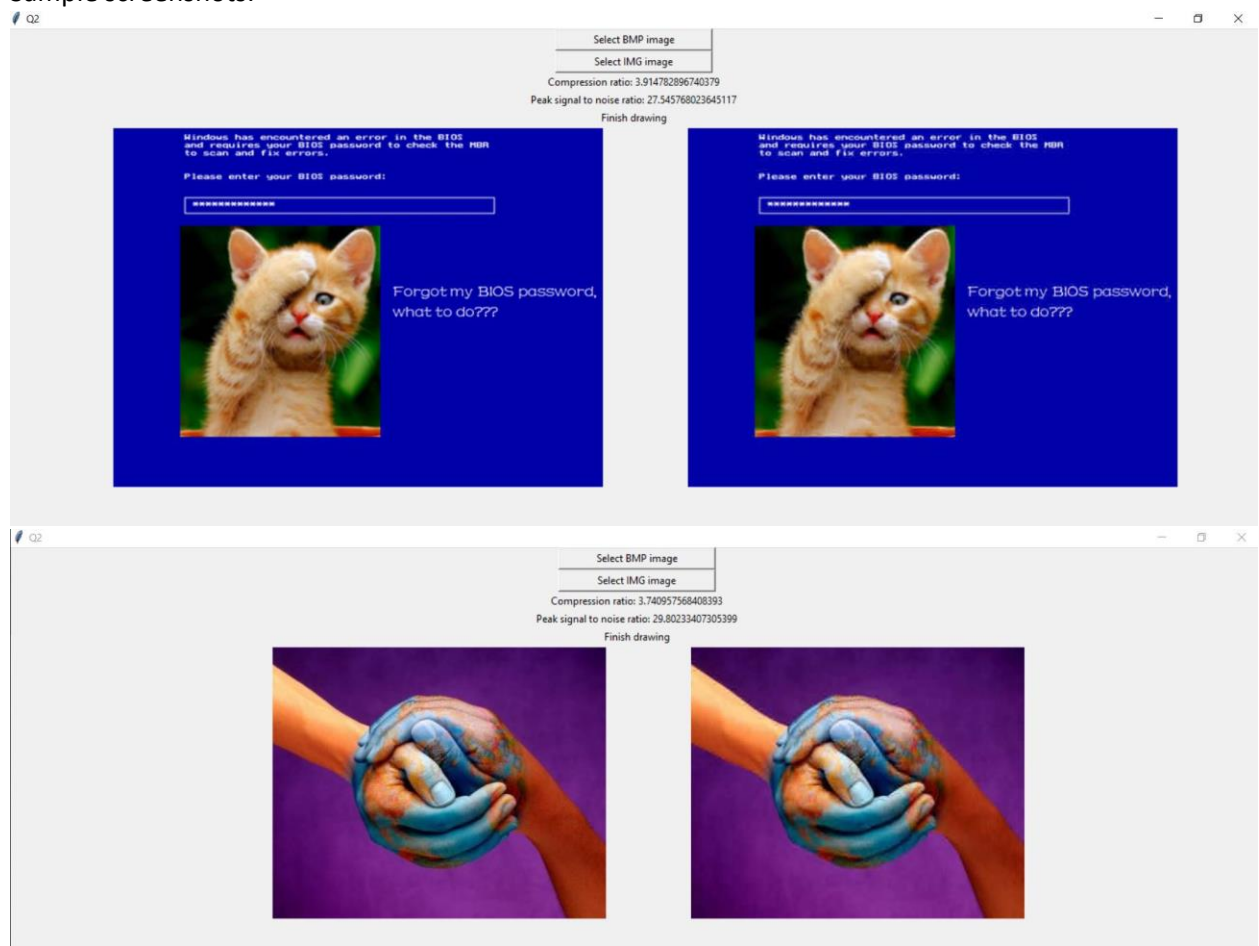 Q2
Select BMP image
Select IMG image
Compression ratio: 3.914782896740379
Peak signal to noise ratio: 27.545768023645117
Finish drawing
Windows has encountered an error in the BIOS
and requires your BIOS password to check the MBR
to scan and fix errors.
Please enter your BIOS password:
*************
Forgot my BIOS password,
what to do???
Windows has encountered an error in the BIOS
and requires your BIOS password to check the MBR
to scan and fix errors.
Please enter your BIOS password:
*************
Forgot my BIOS password,
what to do???
Q2
Select BMP image
Select IMG image
Compression ratio: 3.740957568408393
Peak signal to noise ratio: 29.80233407305399
Finish drawing